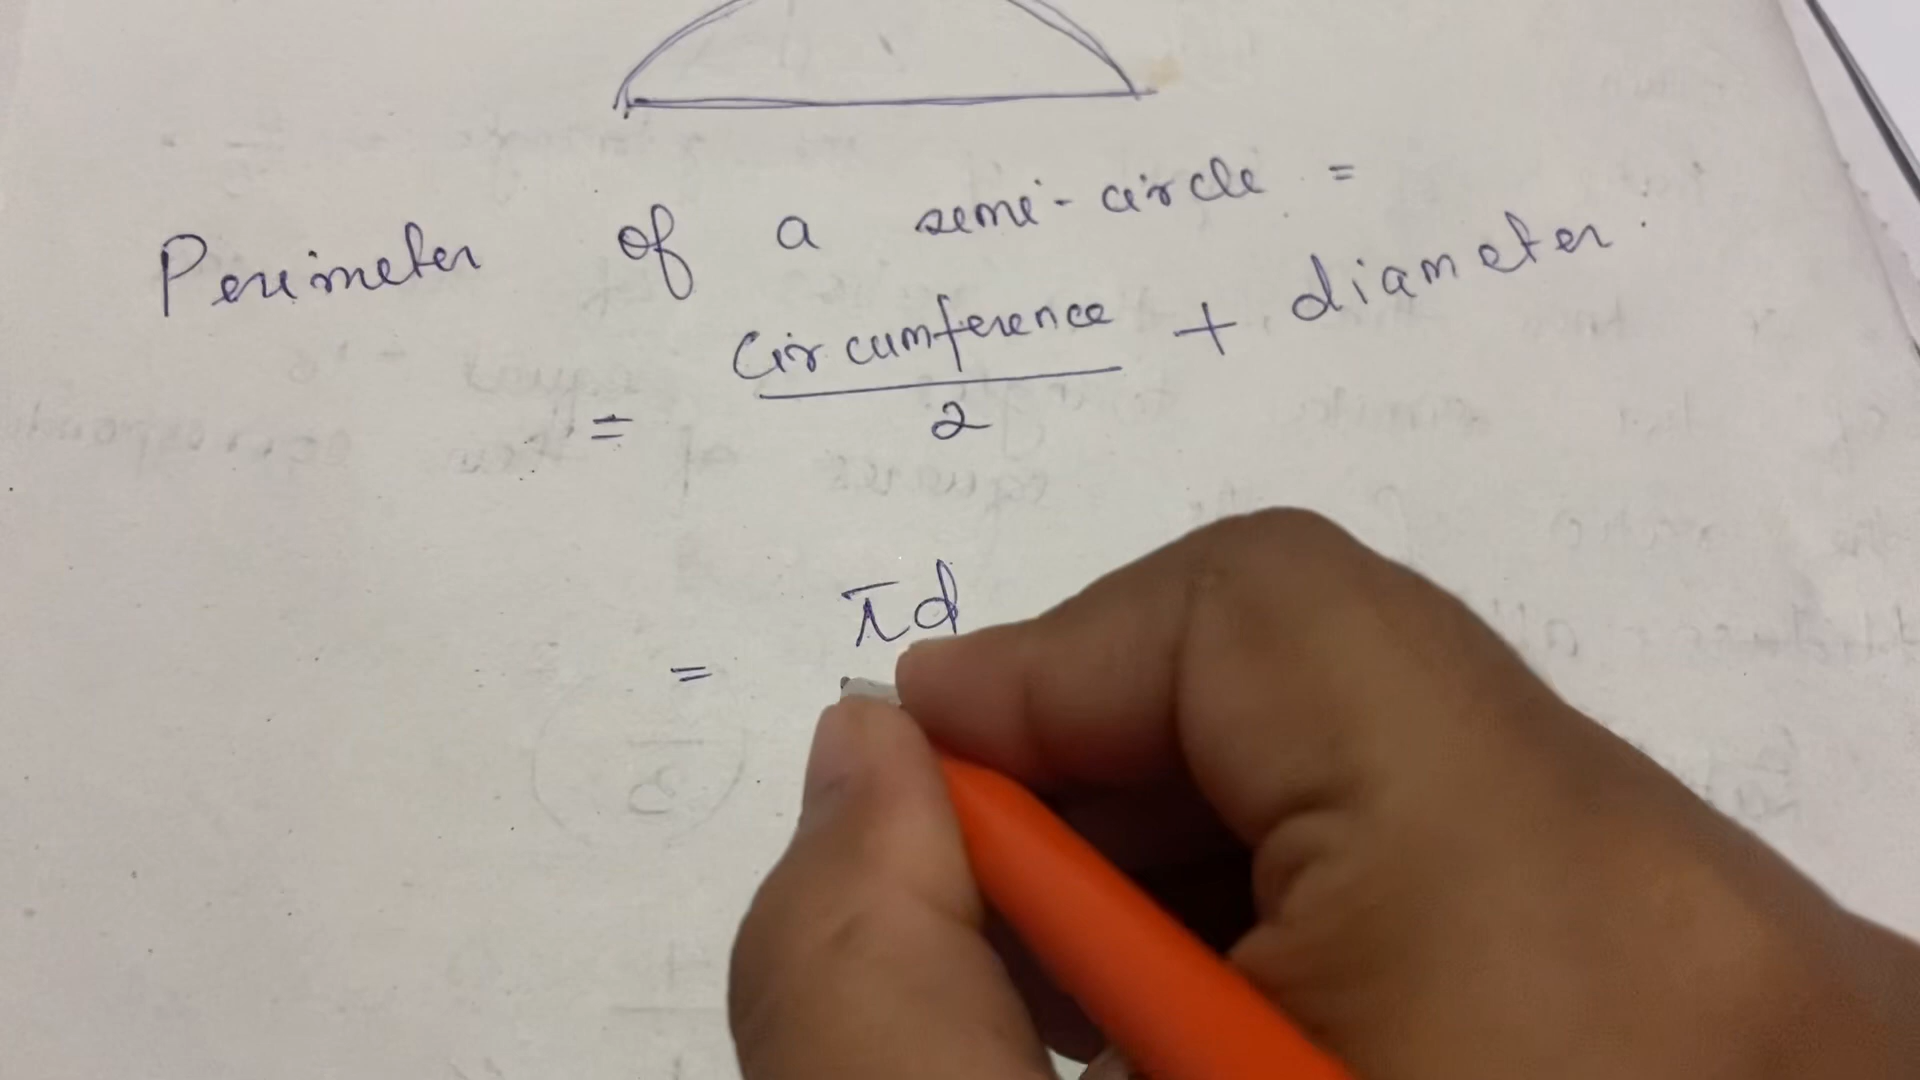 Perimeter of a semi-circle =
= Circumference / 2 + diameter.
= πd